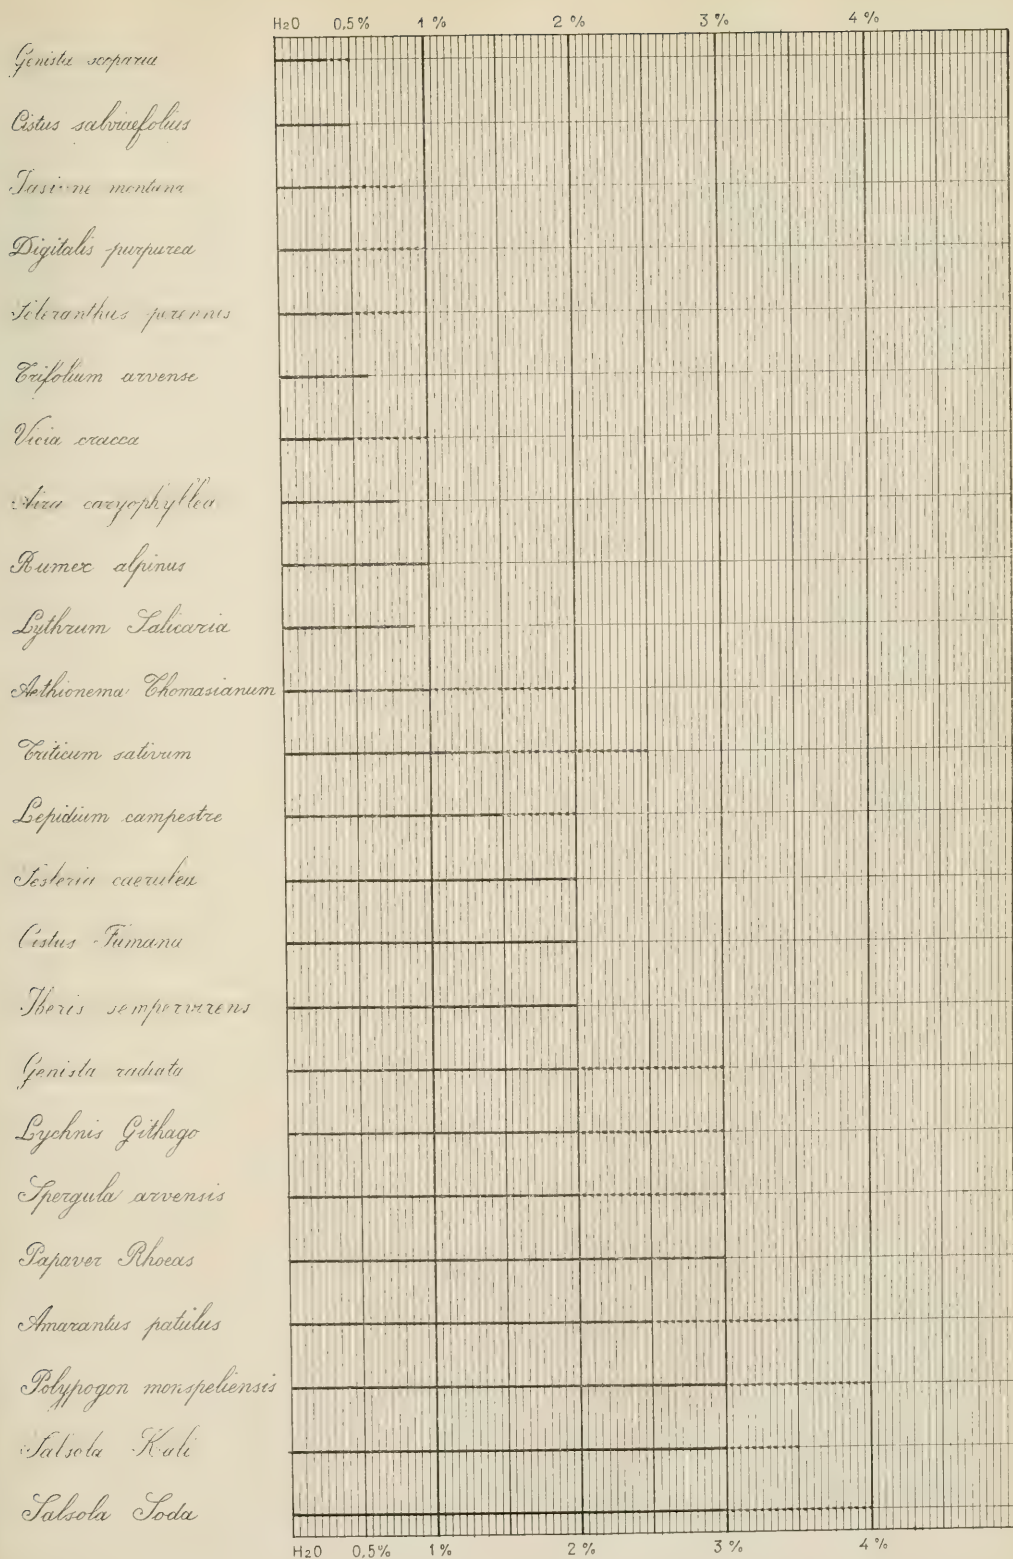 H2O 0,5% 1% 2% 3% 4%
Genista scoparia
Cistus salviaefolius
Jasione montana
Digitalis purpurea
Scleranthus perennis
Trifolium arvense
Vicia cracca
Aira caryophyllea
Rumex alpinus
Lythrum Salicaria
Aethionema Thomasianum
Triticum sativum
Lepidium campestre
Sesleria caerulea
Cistus Fumana
Iberis sempervirens
Genista radiata
Lychnis Githago
Spergula arvensis
Papaver Rhoeas
Amarantus patulus
Polypogon monspeliensis
Salsola Kali
Salsola Soda
H2O 0,5% 1% 2% 3% 4%